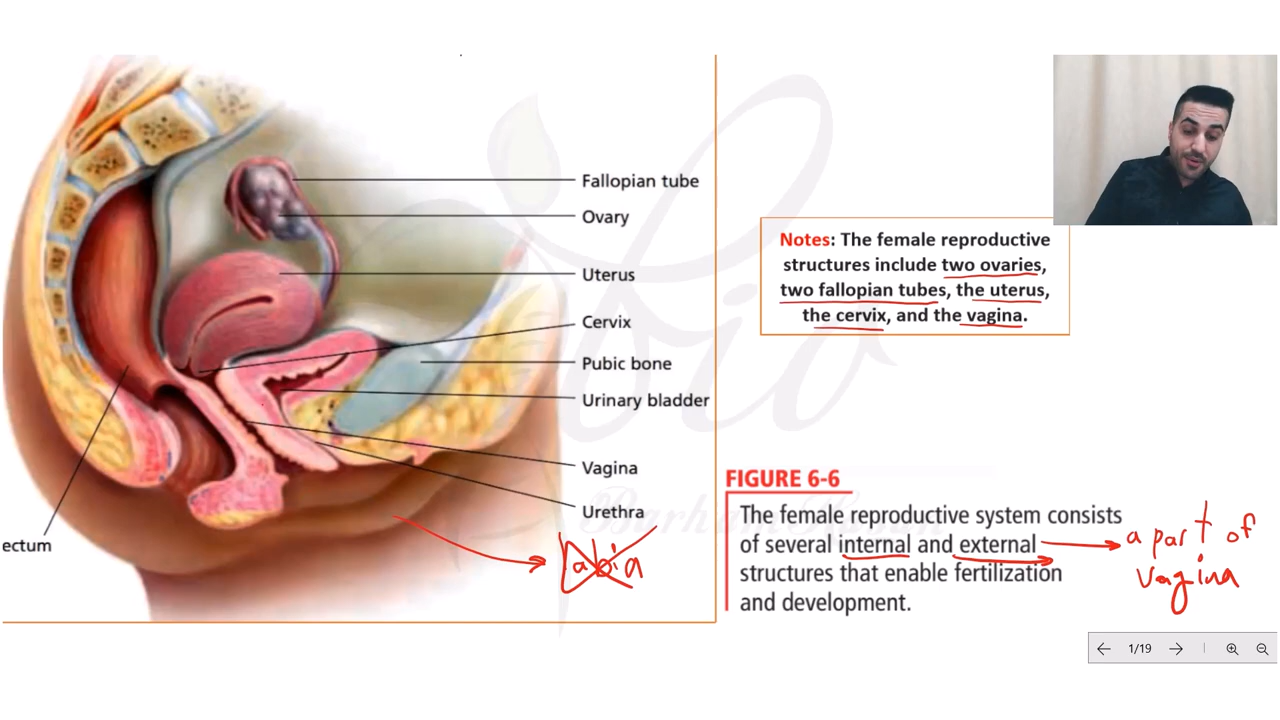 Fallopian tube
Ovary
Uterus
Cervix
Pubic bone
Urinary bladder
Vagina
Urethra
ectum
labia
Notes: The female reproductive
structures include two ovaries,
two fallopian tubes, the uterus,
the cervix, and the vagina.
FIGURE 6-6
The female reproductive system consists
of several internal and external
structures that enable fertilization
and development.
a part of
vagina
1/19
bio